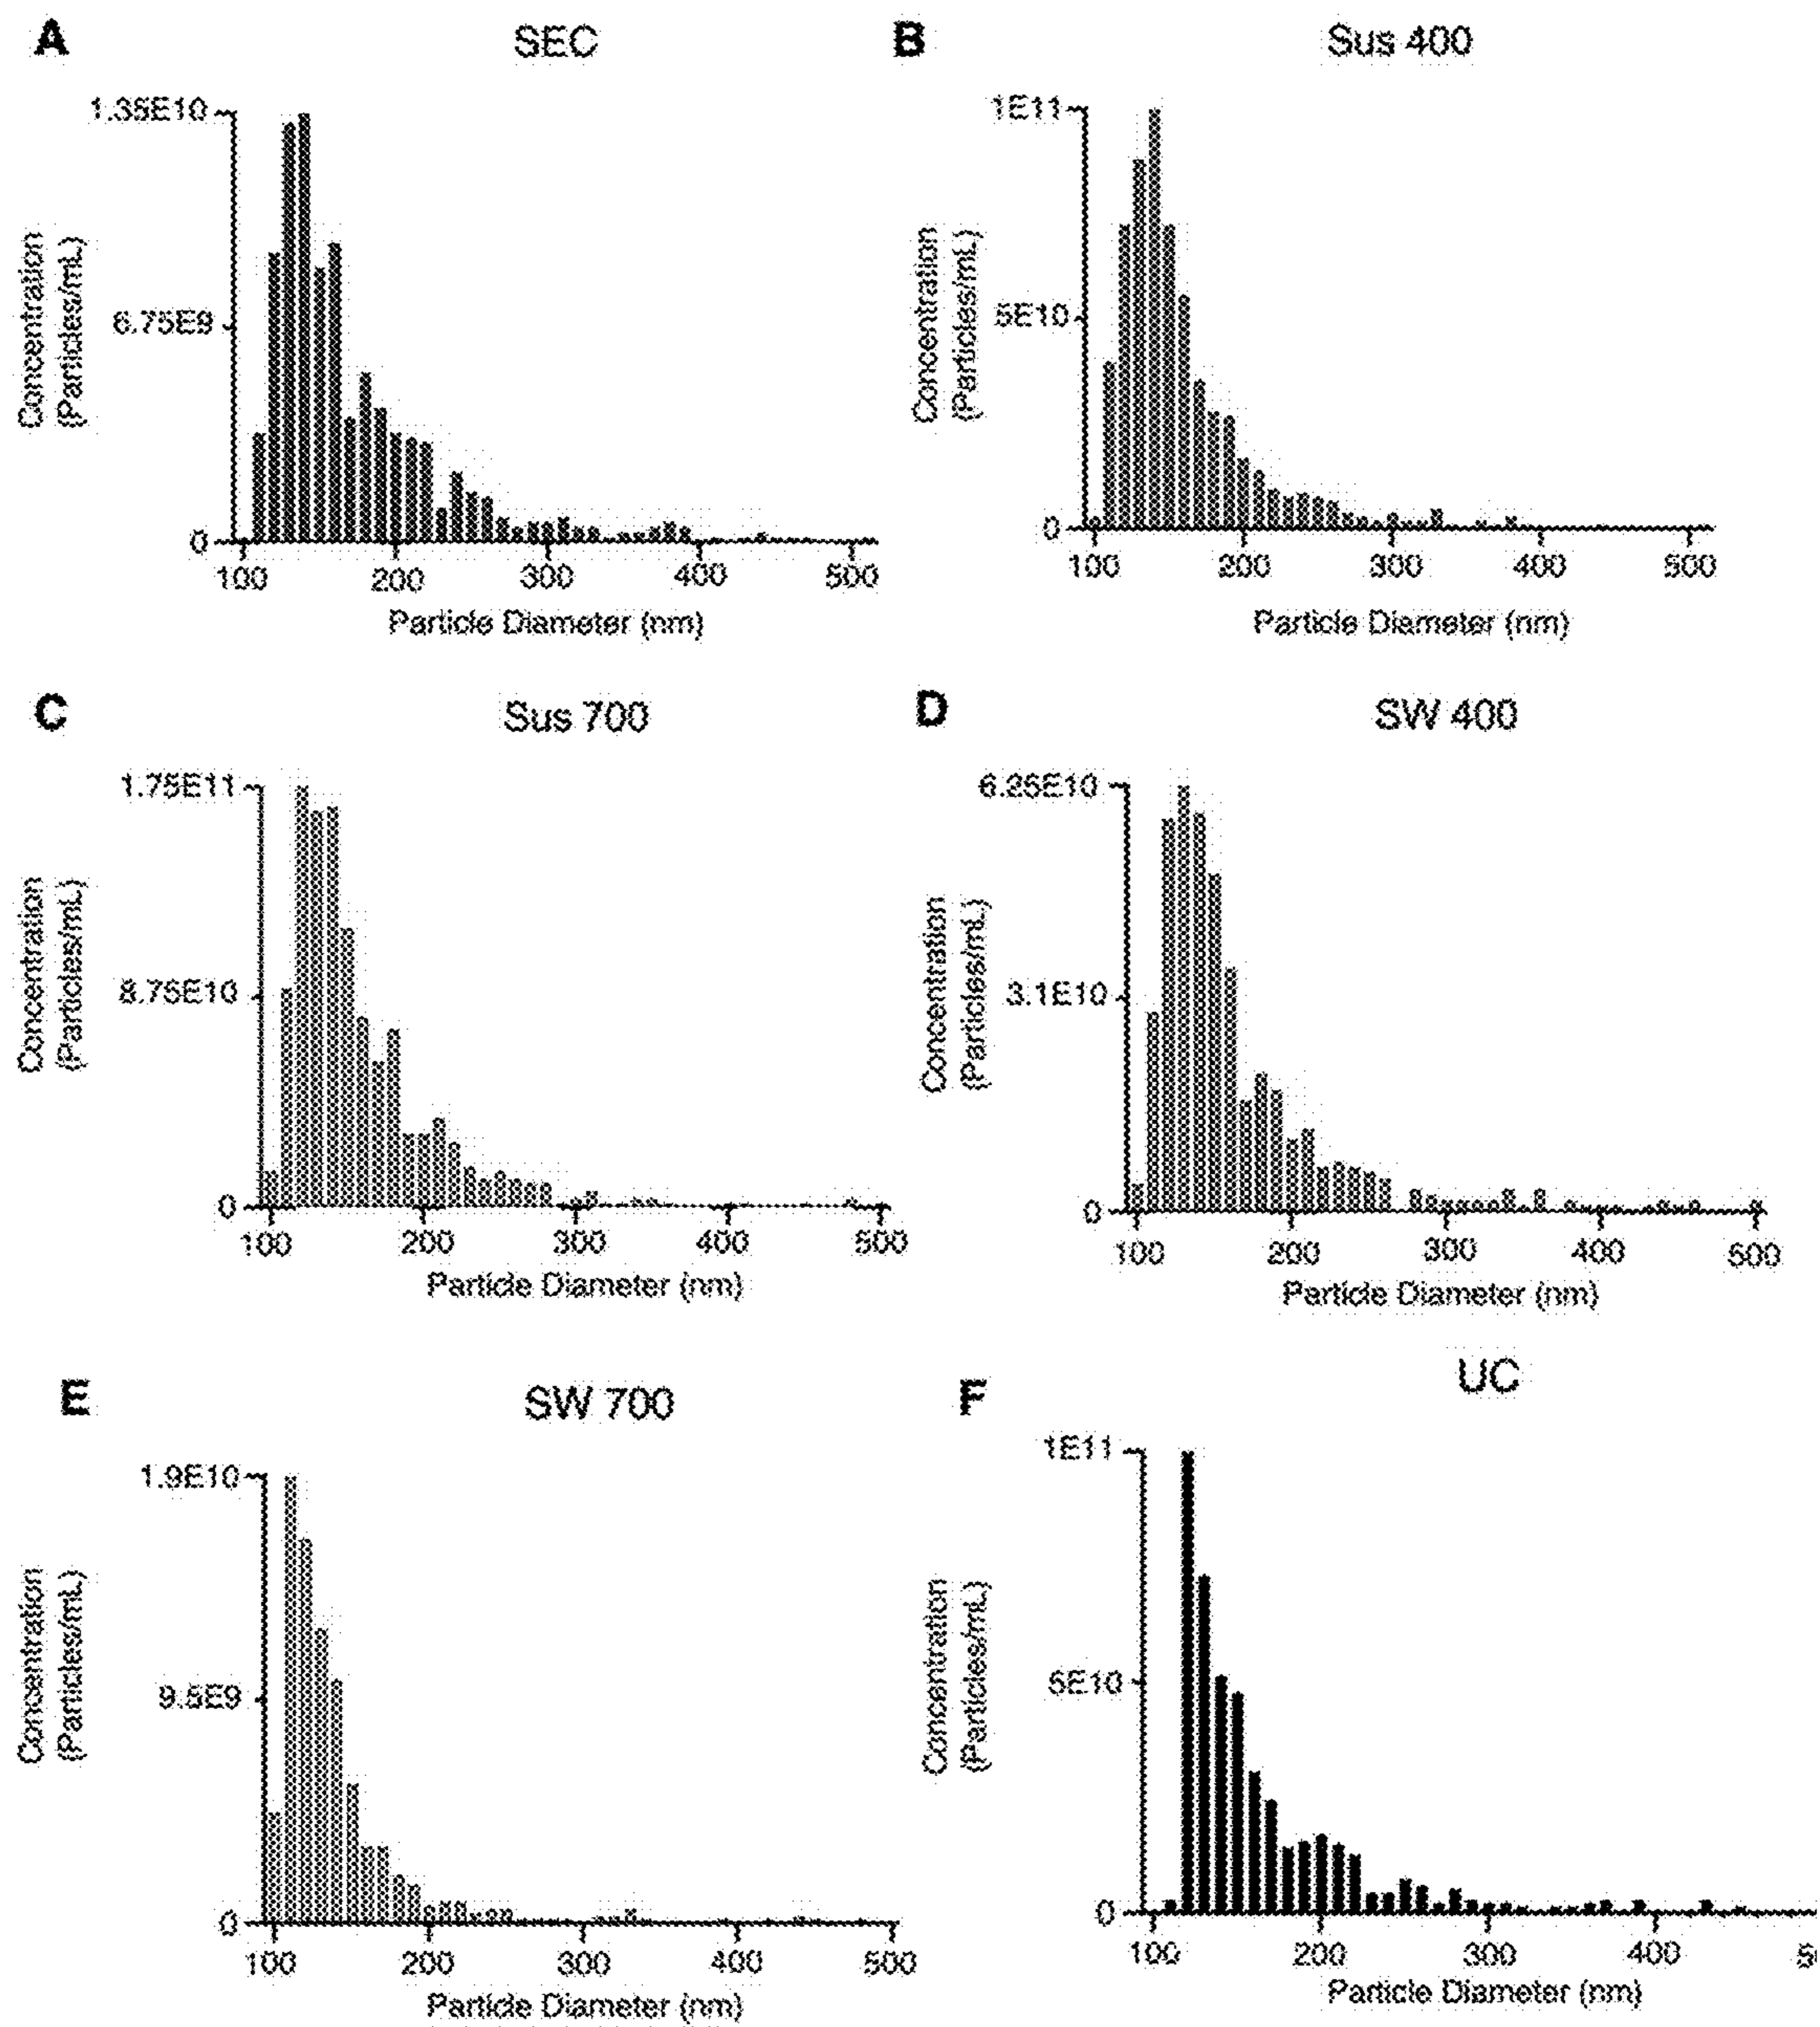 A
SEC
1.35E10
6.75E9
0
Concentration
(Particles/mL)
100 200 300 400 500
Particle Diameter (nm)
B
Sus 400
1E11
5E10
0
Concentration
(Particles/mL)
100 200 300 400 500
Particle Diameter (nm)
C
Sus 700
1.75E11
8.75E10
0
Concentration
(Particles/mL)
100 200 300 400 500
Particle Diameter (nm)
D
SW 400
6.25E10
3.1E10
0
Concentration
(Particles/mL)
100 200 300 400 500
Particle Diameter (nm)
E
SW 700
1.9E10
9.5E9
0
Concentration
(Particles/mL)
100 200 300 400 500
Particle Diameter (nm)
F
UC
1E11
5E10
0
Concentration
(Particles/mL)
100 200 300 400
Particle Diameter (nm)